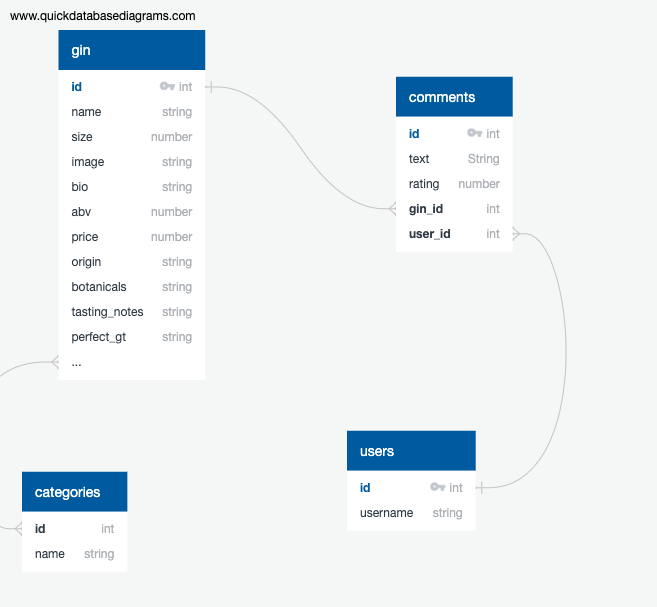 www.quickdatabasediagrams.com
gin
id int
name string
size number
image string
bio string
abv number
price number
origin string
botanicals string
tasting_notes string
perfect_gt string
...
comments
id int
text String
rating number
gin_id int
user_id int
users
id int
username string
categories
id int
name string